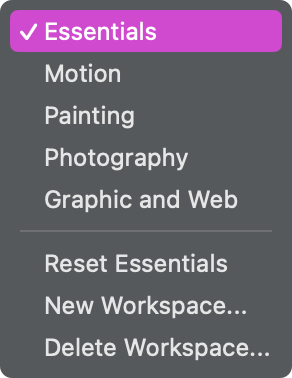 ✓ Essentials
Motion
Painting
Photography
Graphic and Web
Reset Essentials
New Workspace...
Delete Workspace...